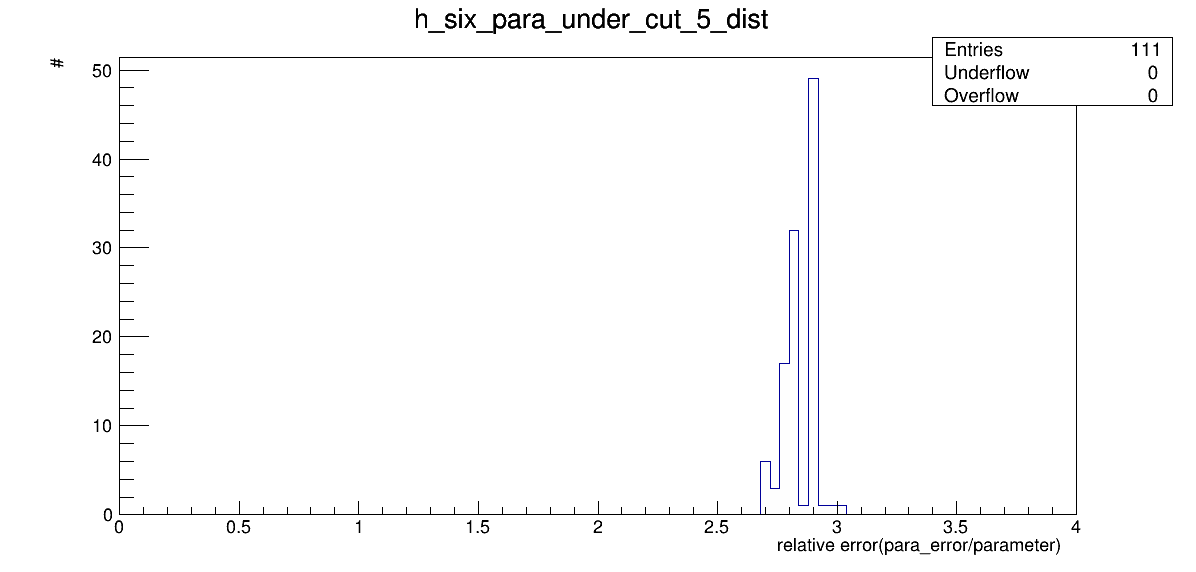 h_six_para_under_cut_5_dist
#
Entries 111
Underflow 0
Overflow 0
50
40
30
20
10
0
0 0.5 1 1.5 2 2.5 3 3.5 4
relative error(para_error/parameter)